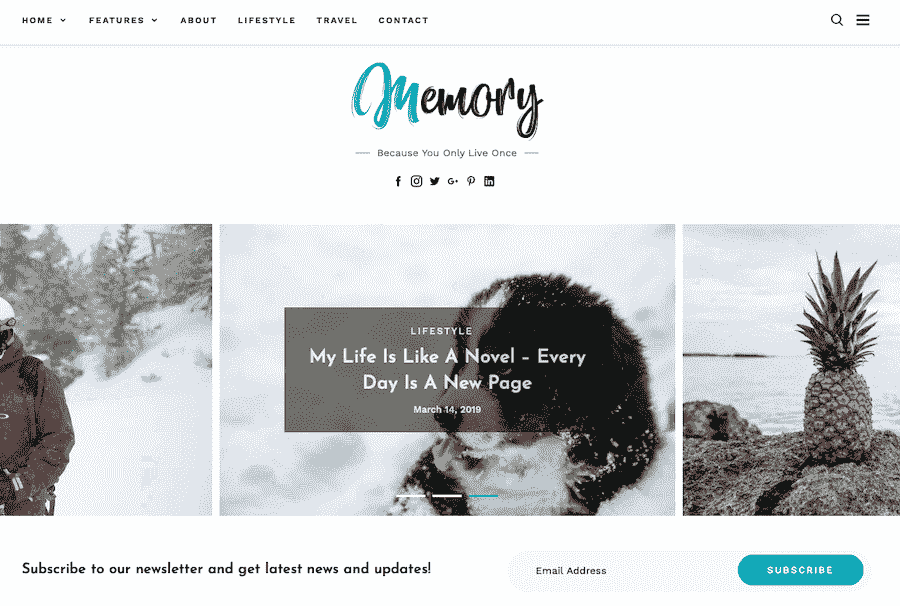 HOME FEATURES ABOUT LIFESTYLE TRAVEL CONTACT
Memory
Because You Only Live Once
LIFESTYLE
My Life Is Like A Novel – Every
Day Is A New Page
March 14, 2019
Subscribe to our newsletter and get latest news and updates!
Email Address
SUBSCRIBE